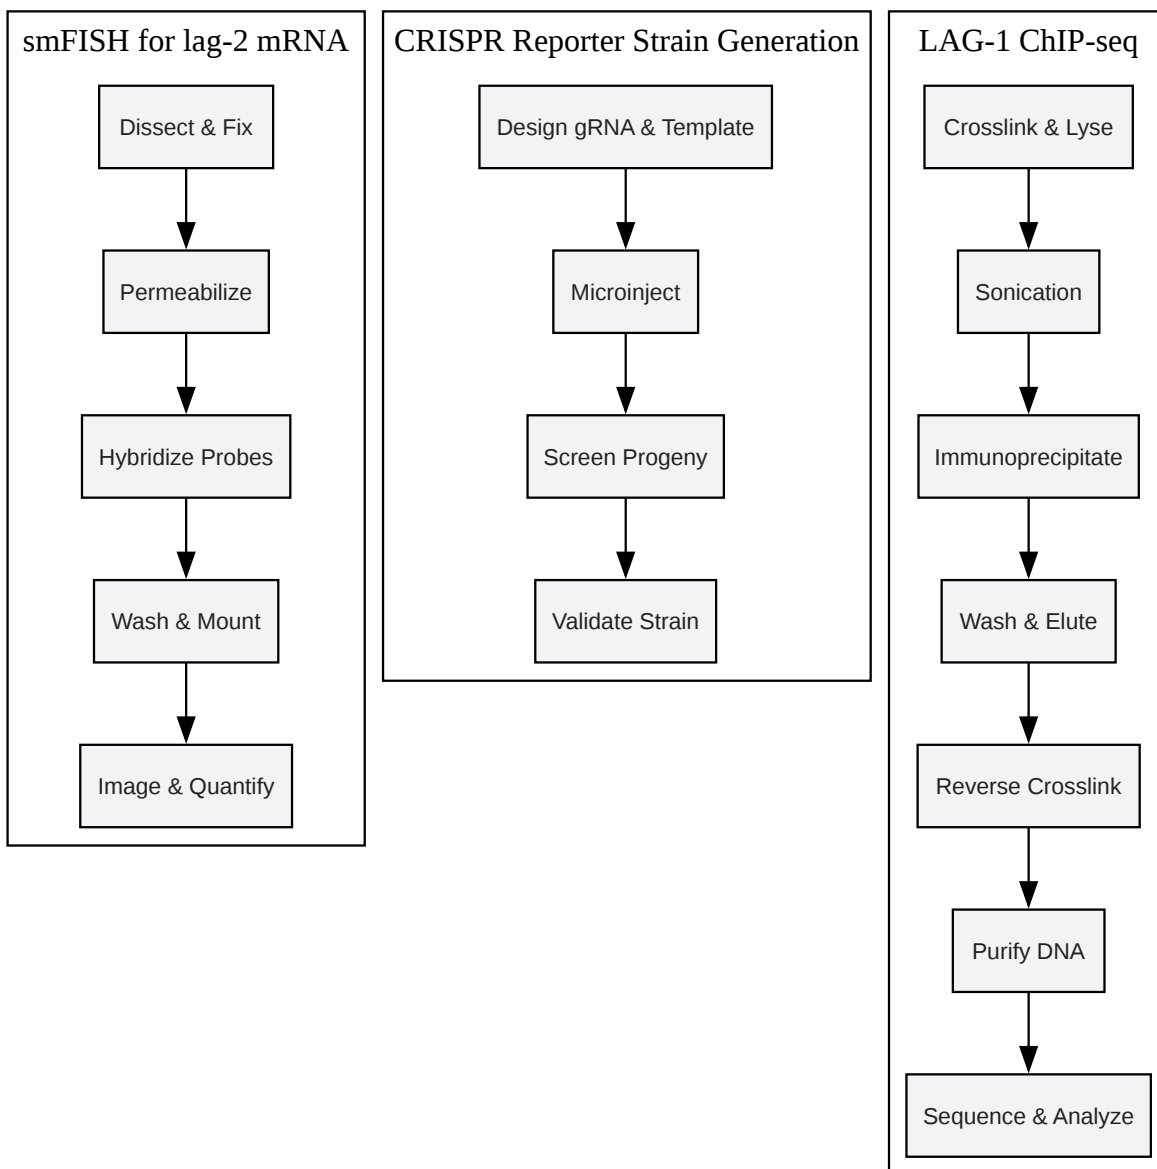 smFISH for lag-2 mRNA
Dissect & Fix
Permeabilize
Hybridize Probes
Wash & Mount
Image & Quantify
CRISPR Reporter Strain Generation
Design gRNA & Template
Microinject
Screen Progeny
Validate Strain
LAG-1 ChIP-seq
Crosslink & Lyse
Sonication
Immunoprecipitate
Wash & Elute
Reverse Crosslink
Purify DNA
Sequence & Analyze